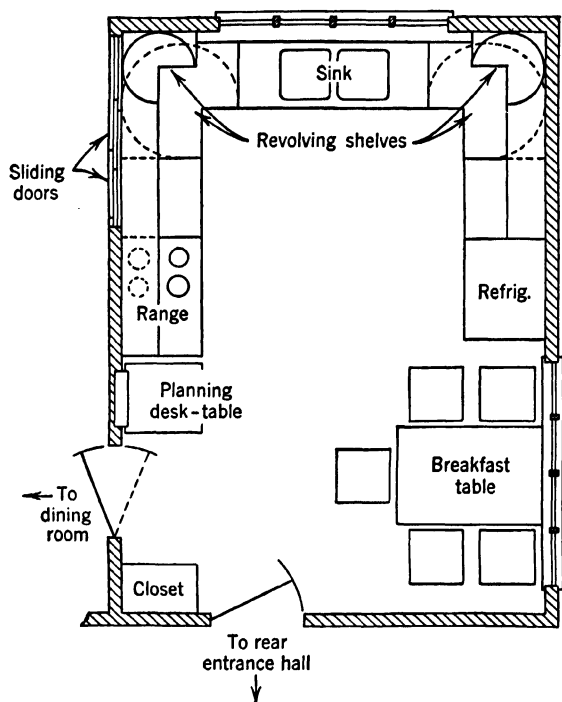 Sink
Revolving shelves
Sliding
doors
Refrig.
Range
Planning
desk-table
Breakfast
table
To
dining
room
Closet
To rear
entrance hall